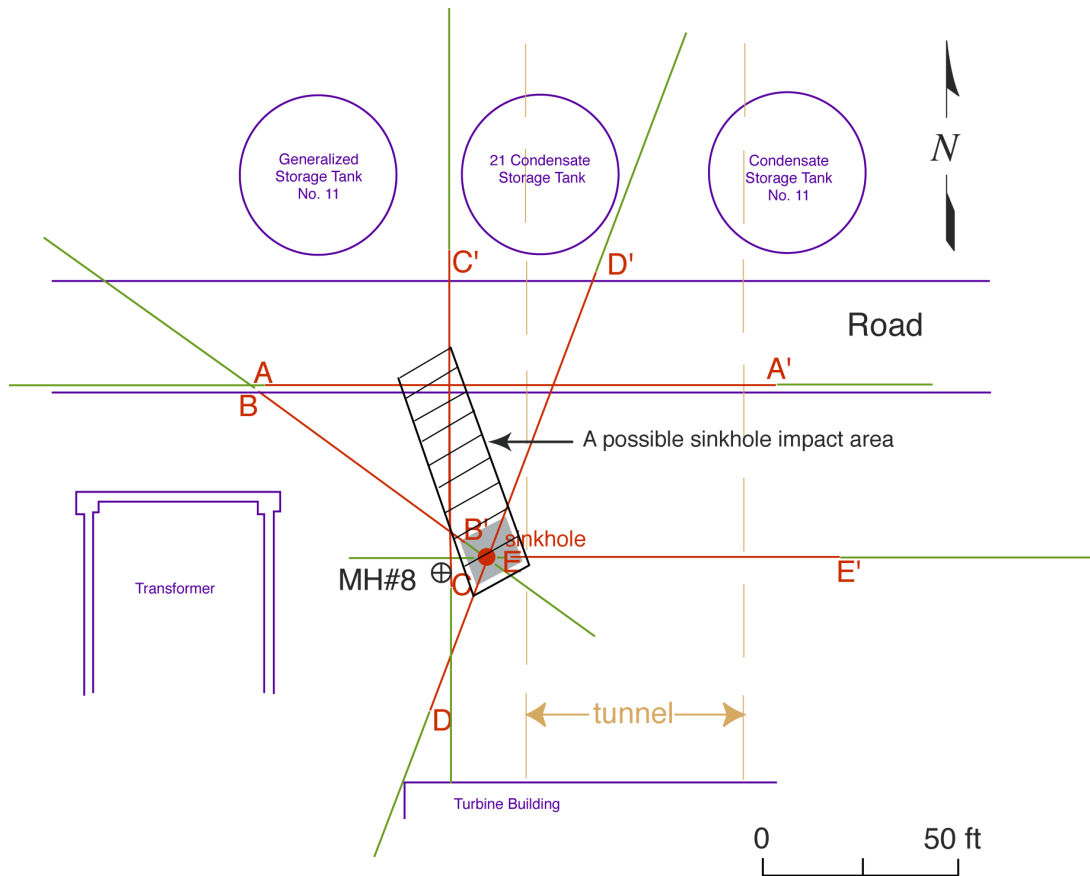 Generalized
Storage Tank
No. 11
21 Condensate
Storage Tank
Condensate
Storage Tank
No. 11
N
C'
D'
Road
A
A'
B
A possible sinkhole impact area
B'
sinkhole
E
E'
MH#8
C
Transformer
D
tunnel
Turbine Building
0
50 ft